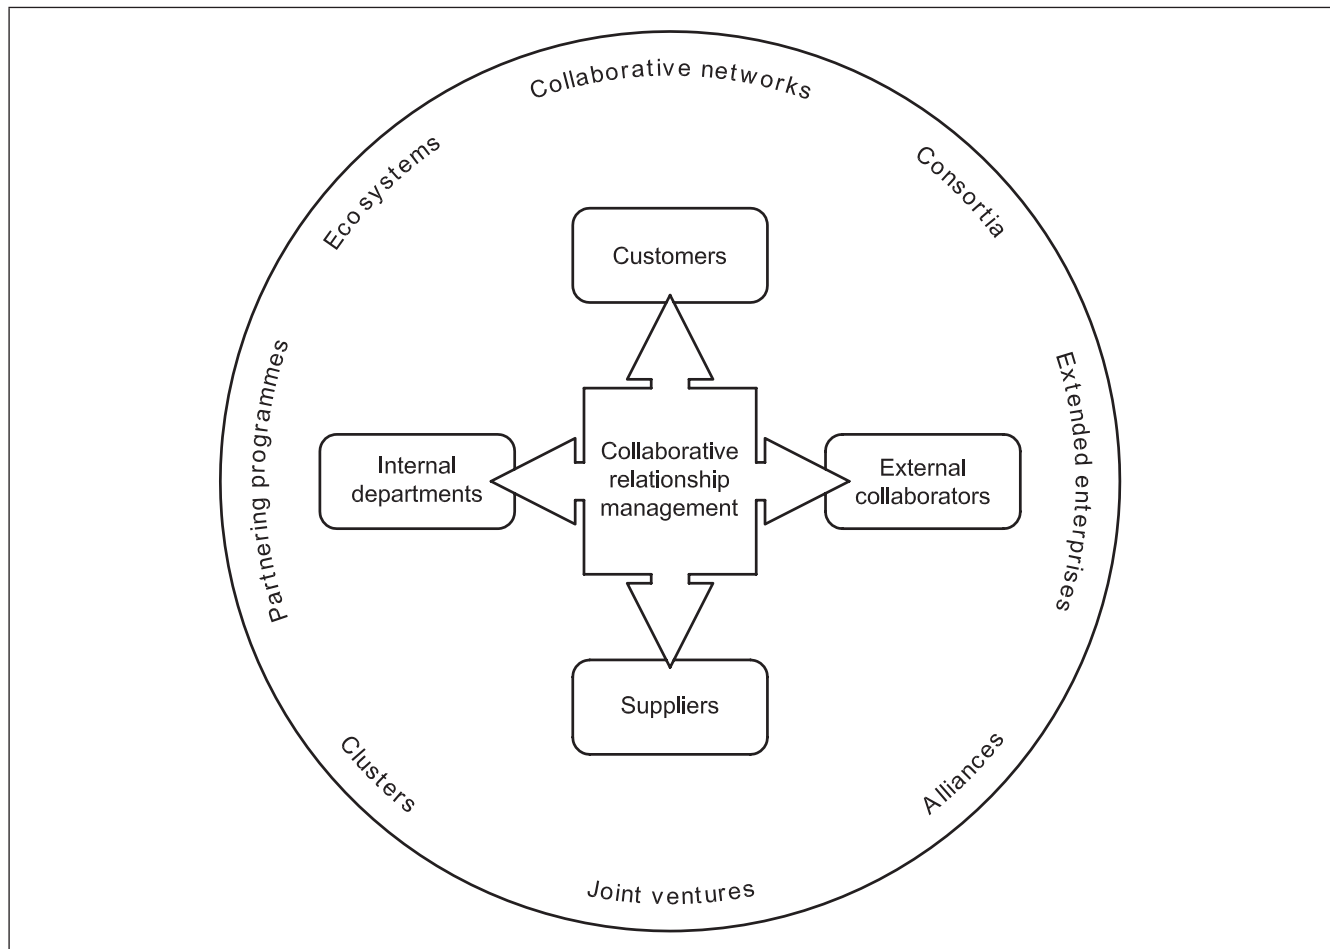 Collaborative networks
Ecosystems
Consortia
Customers
Partnering programmes
Internal
departments
Collaborative
relationship
management
External
collaborators
Extended enterprises
Suppliers
Clusters
Alliances
Joint ventures